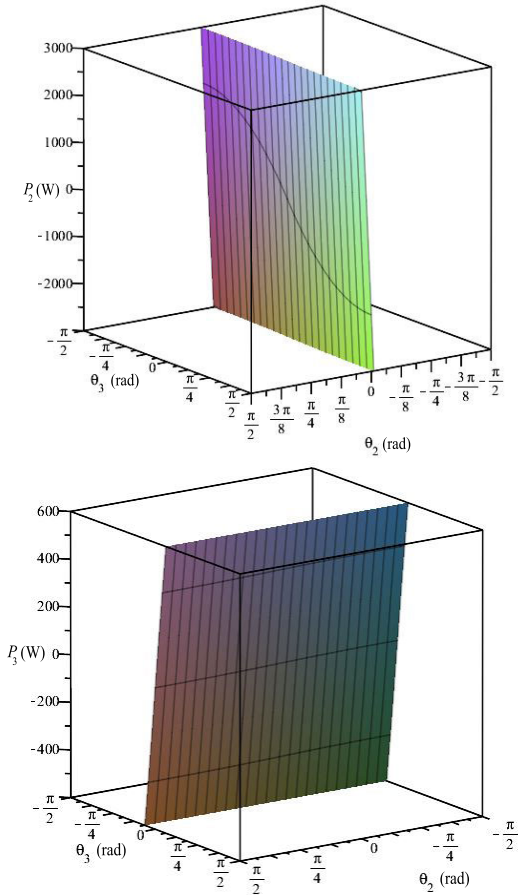 3000
2000
1000
P₂(W) 0
-1000
-2000
-π/2
-π/4
0
π/4
π/2
θ₃ (rad)
π/2
3π/8
π/4
π/8
0
-π/8
-π/4
-3π/8
-π/2
θ₂ (rad)
600
400
200
P₃(W) 0
-200
-400
-π/2
-π/4
0
π/4
π/2
θ₃ (rad)
π/2
π/4
0
-π/4
-π/2
θ₂ (rad)